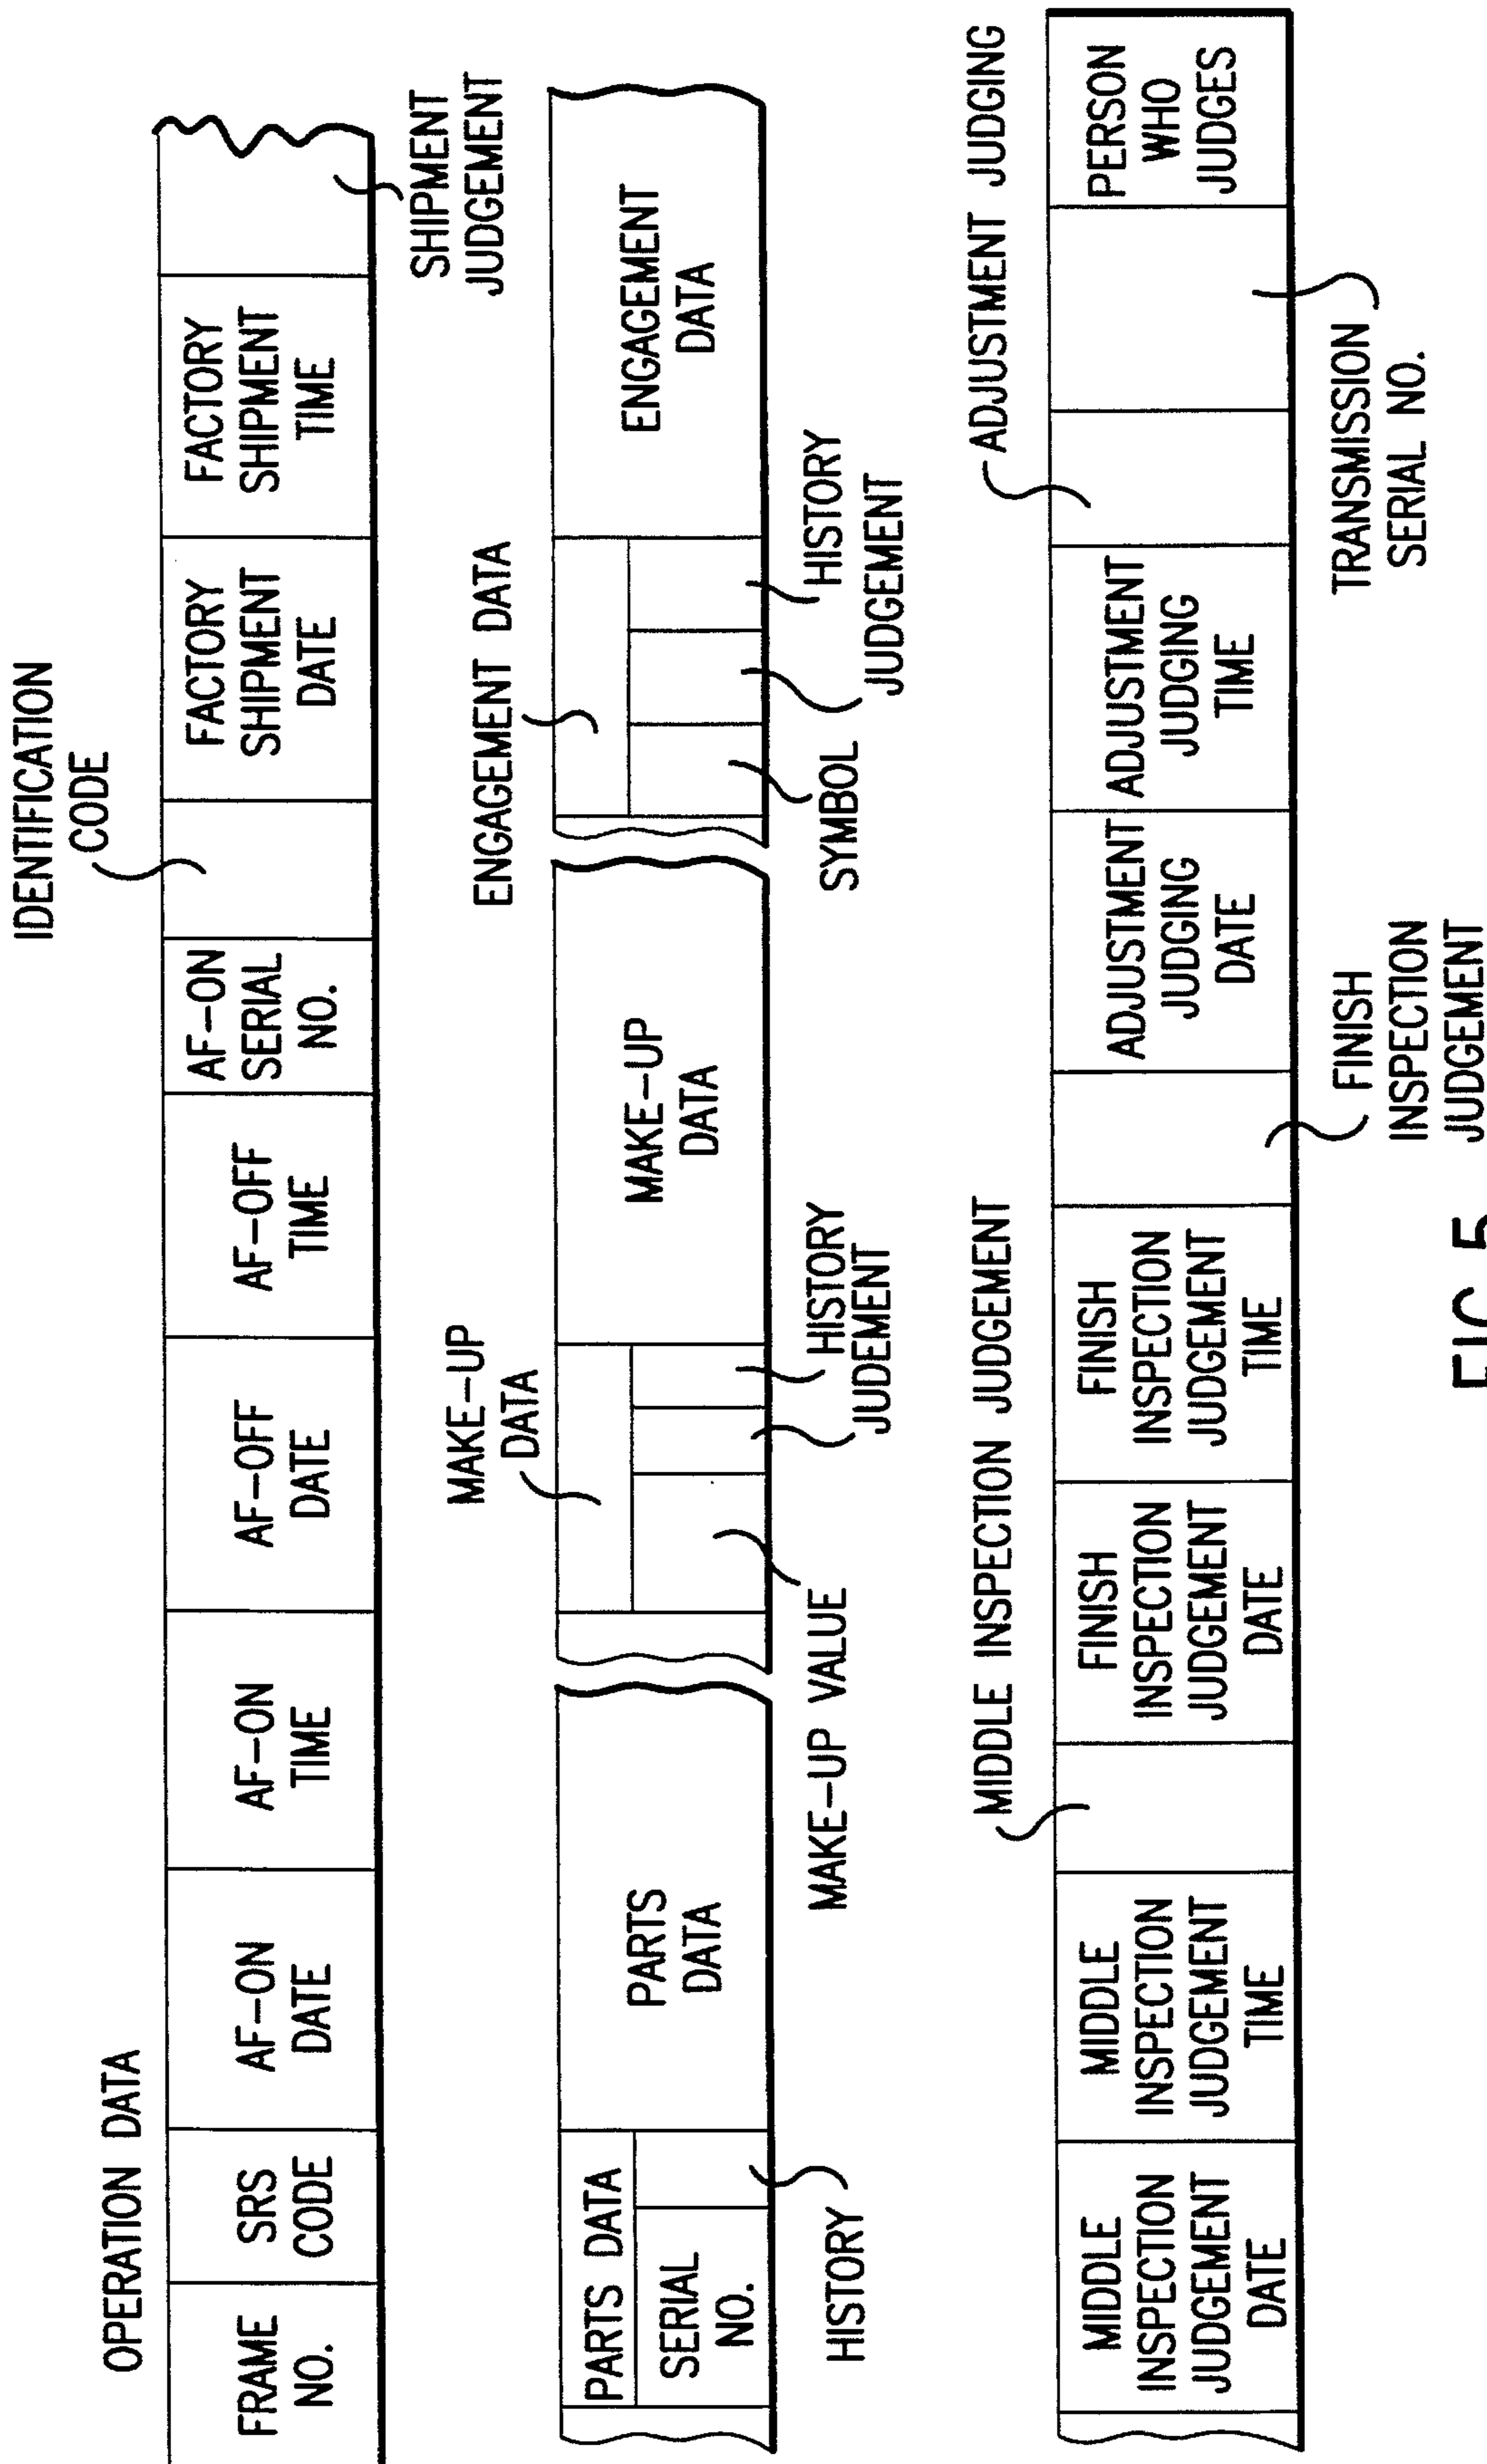 OPERATION DATA
IDENTIFICATION
CODE
FRAME
NO.
SRS
CODE
AF-ON
DATE
AF-ON
TIME
AF-OFF
DATE
AF-OFF
TIME
AF-ON
SERIAL
NO.
FACTORY
SHIPMENT
DATE
FACTORY
SHIPMENT
TIME
SHIPMENT
JUDGEMENT
PARTS DATA
SERIAL
NO.
HISTORY
PARTS
DATA
MAKE-UP
DATA
MAKE-UP VALUE
JUDEMENT
HISTORY
MAKE-UP
DATA
ENGAGEMENT DATA
SYMBOL
JUDGEMENT
HISTORY
ENGAGEMENT
DATA
MIDDLE
INSPECTION
JUDGEMENT
DATE
MIDDLE
INSPECTION
JUDGEMENT
TIME
MIDDLE INSPECTION JUDGEMENT
FINISH
INSPECTION
JUDGEMENT
DATE
FINISH
INSPECTION
JUDGEMENT
TIME
FINISH
INSPECTION
JUDGEMENT
ADJUSTMENT
JUDGING
DATE
ADJUSTMENT
JUDGING
TIME
ADJUSTMENT JUDGING
TRANSMISSION
SERIAL NO.
PERSON
WHO
JUDGES
FIG. 5